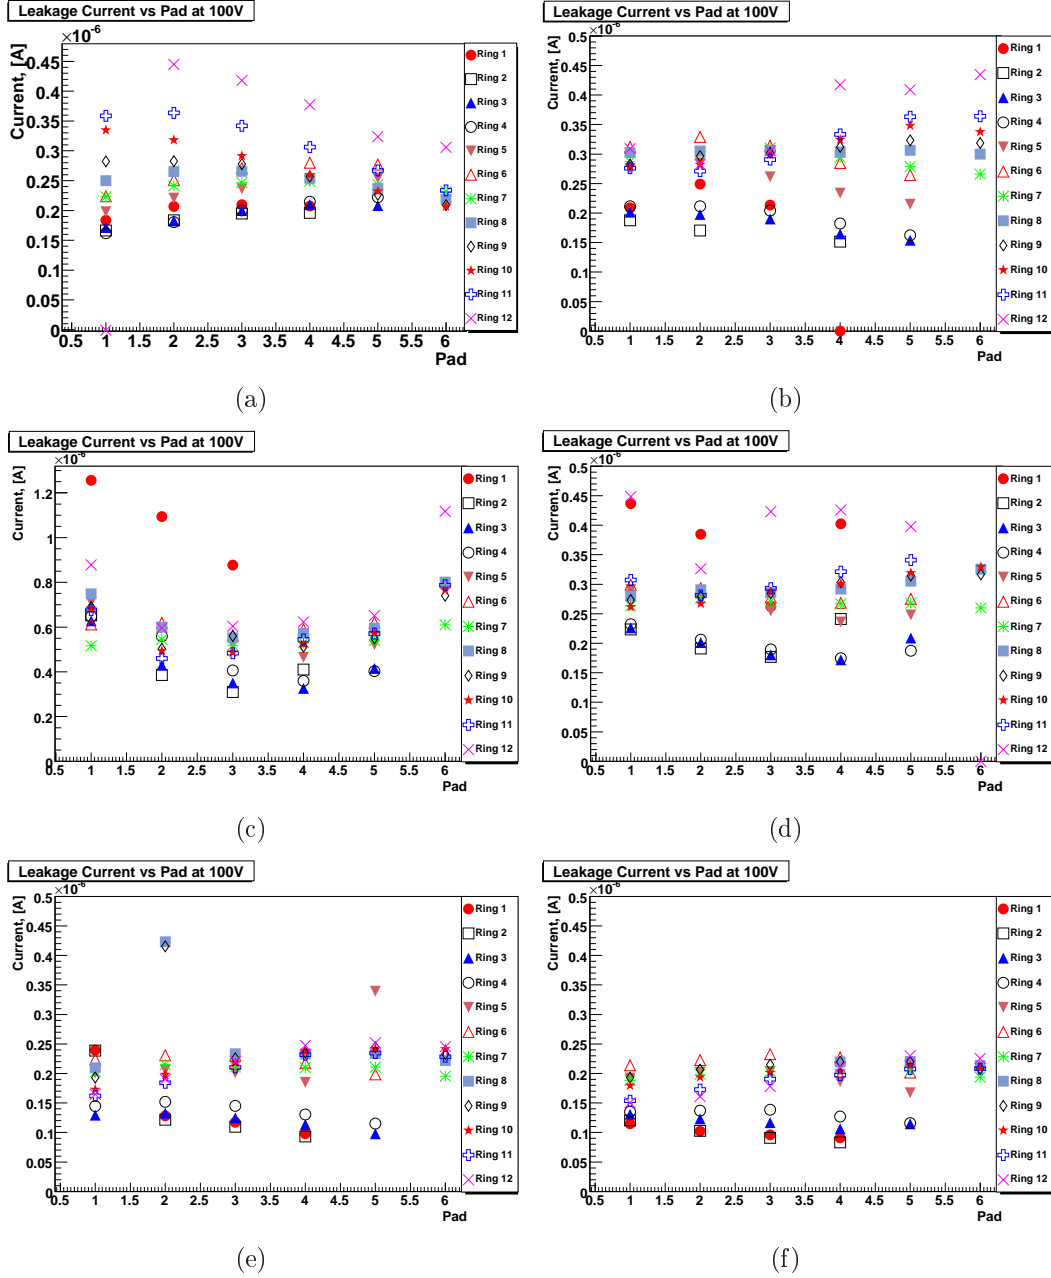 Leakage Current vs Pad at 100V
×10⁻⁶
Current, [A]
0.45
0.4
0.35
0.3
0.25
0.2
0.15
0.1
0.05
0
0.5 1 1.5 2 2.5 3 3.5 4 4.5 5 5.5 6
Pad
Ring 1
Ring 2
Ring 3
Ring 4
Ring 5
Ring 6
Ring 7
Ring 8
Ring 9
Ring 10
Ring 11
Ring 12
(a)
Leakage Current vs Pad at 100V
×10⁻⁶
Current, [A]
0.5
0.45
0.4
0.35
0.3
0.25
0.2
0.15
0.1
0.05
0
0.5 1 1.5 2 2.5 3 3.5 4 4.5 5 5.5 6
Pad
Ring 1
Ring 2
Ring 3
Ring 4
Ring 5
Ring 6
Ring 7
Ring 8
Ring 9
Ring 10
Ring 11
Ring 12
(b)
Leakage Current vs Pad at 100V
×10⁻⁶
Current, [A]
1.2
1
0.8
0.6
0.4
0.2
0
0.5 1 1.5 2 2.5 3 3.5 4 4.5 5 5.5 6
Pad
Ring 1
Ring 2
Ring 3
Ring 4
Ring 5
Ring 6
Ring 7
Ring 8
Ring 9
Ring 10
Ring 11
Ring 12
(c)
Leakage Current vs Pad at 100V
×10⁻⁶
Current, [A]
0.5
0.45
0.4
0.35
0.3
0.25
0.2
0.15
0.1
0.05
0
0.5 1 1.5 2 2.5 3 3.5 4 4.5 5 5.5 6
Pad
Ring 1
Ring 2
Ring 3
Ring 4
Ring 5
Ring 6
Ring 7
Ring 8
Ring 9
Ring 10
Ring 11
Ring 12
(d)
Leakage Current vs Pad at 100V
×10⁻⁶
Current, [A]
0.5
0.45
0.4
0.35
0.3
0.25
0.2
0.15
0.1
0.05
0
0.5 1 1.5 2 2.5 3 3.5 4 4.5 5 5.5 6
Pad
Ring 1
Ring 2
Ring 3
Ring 4
Ring 5
Ring 6
Ring 7
Ring 8
Ring 9
Ring 10
Ring 11
Ring 12
(e)
Leakage Current vs Pad at 100V
×10⁻⁶
Current, [A]
0.5
0.45
0.4
0.35
0.3
0.25
0.2
0.15
0.1
0.05
0
0.5 1 1.5 2 2.5 3 3.5 4 4.5 5 5.5 6
Pad
Ring 1
Ring 2
Ring 3
Ring 4
Ring 5
Ring 6
Ring 7
Ring 8
Ring 9
Ring 10
Ring 11
Ring 12
(f)